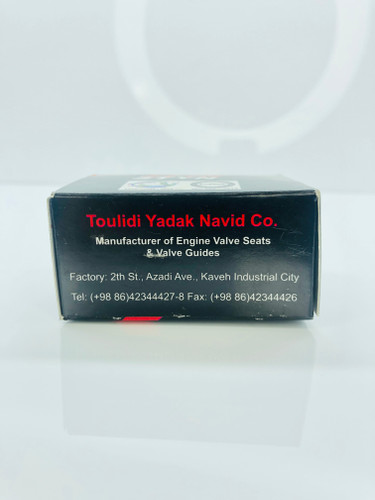 Toulidi Yadak Navid Co.
Manufacturer of Engine Valve Seats
& Valve Guides
Factory: 2th St., Azadi Ave., Kaveh Industrial City
Tel: (+98 86)42344427-8 Fax: (+98 86)42344426